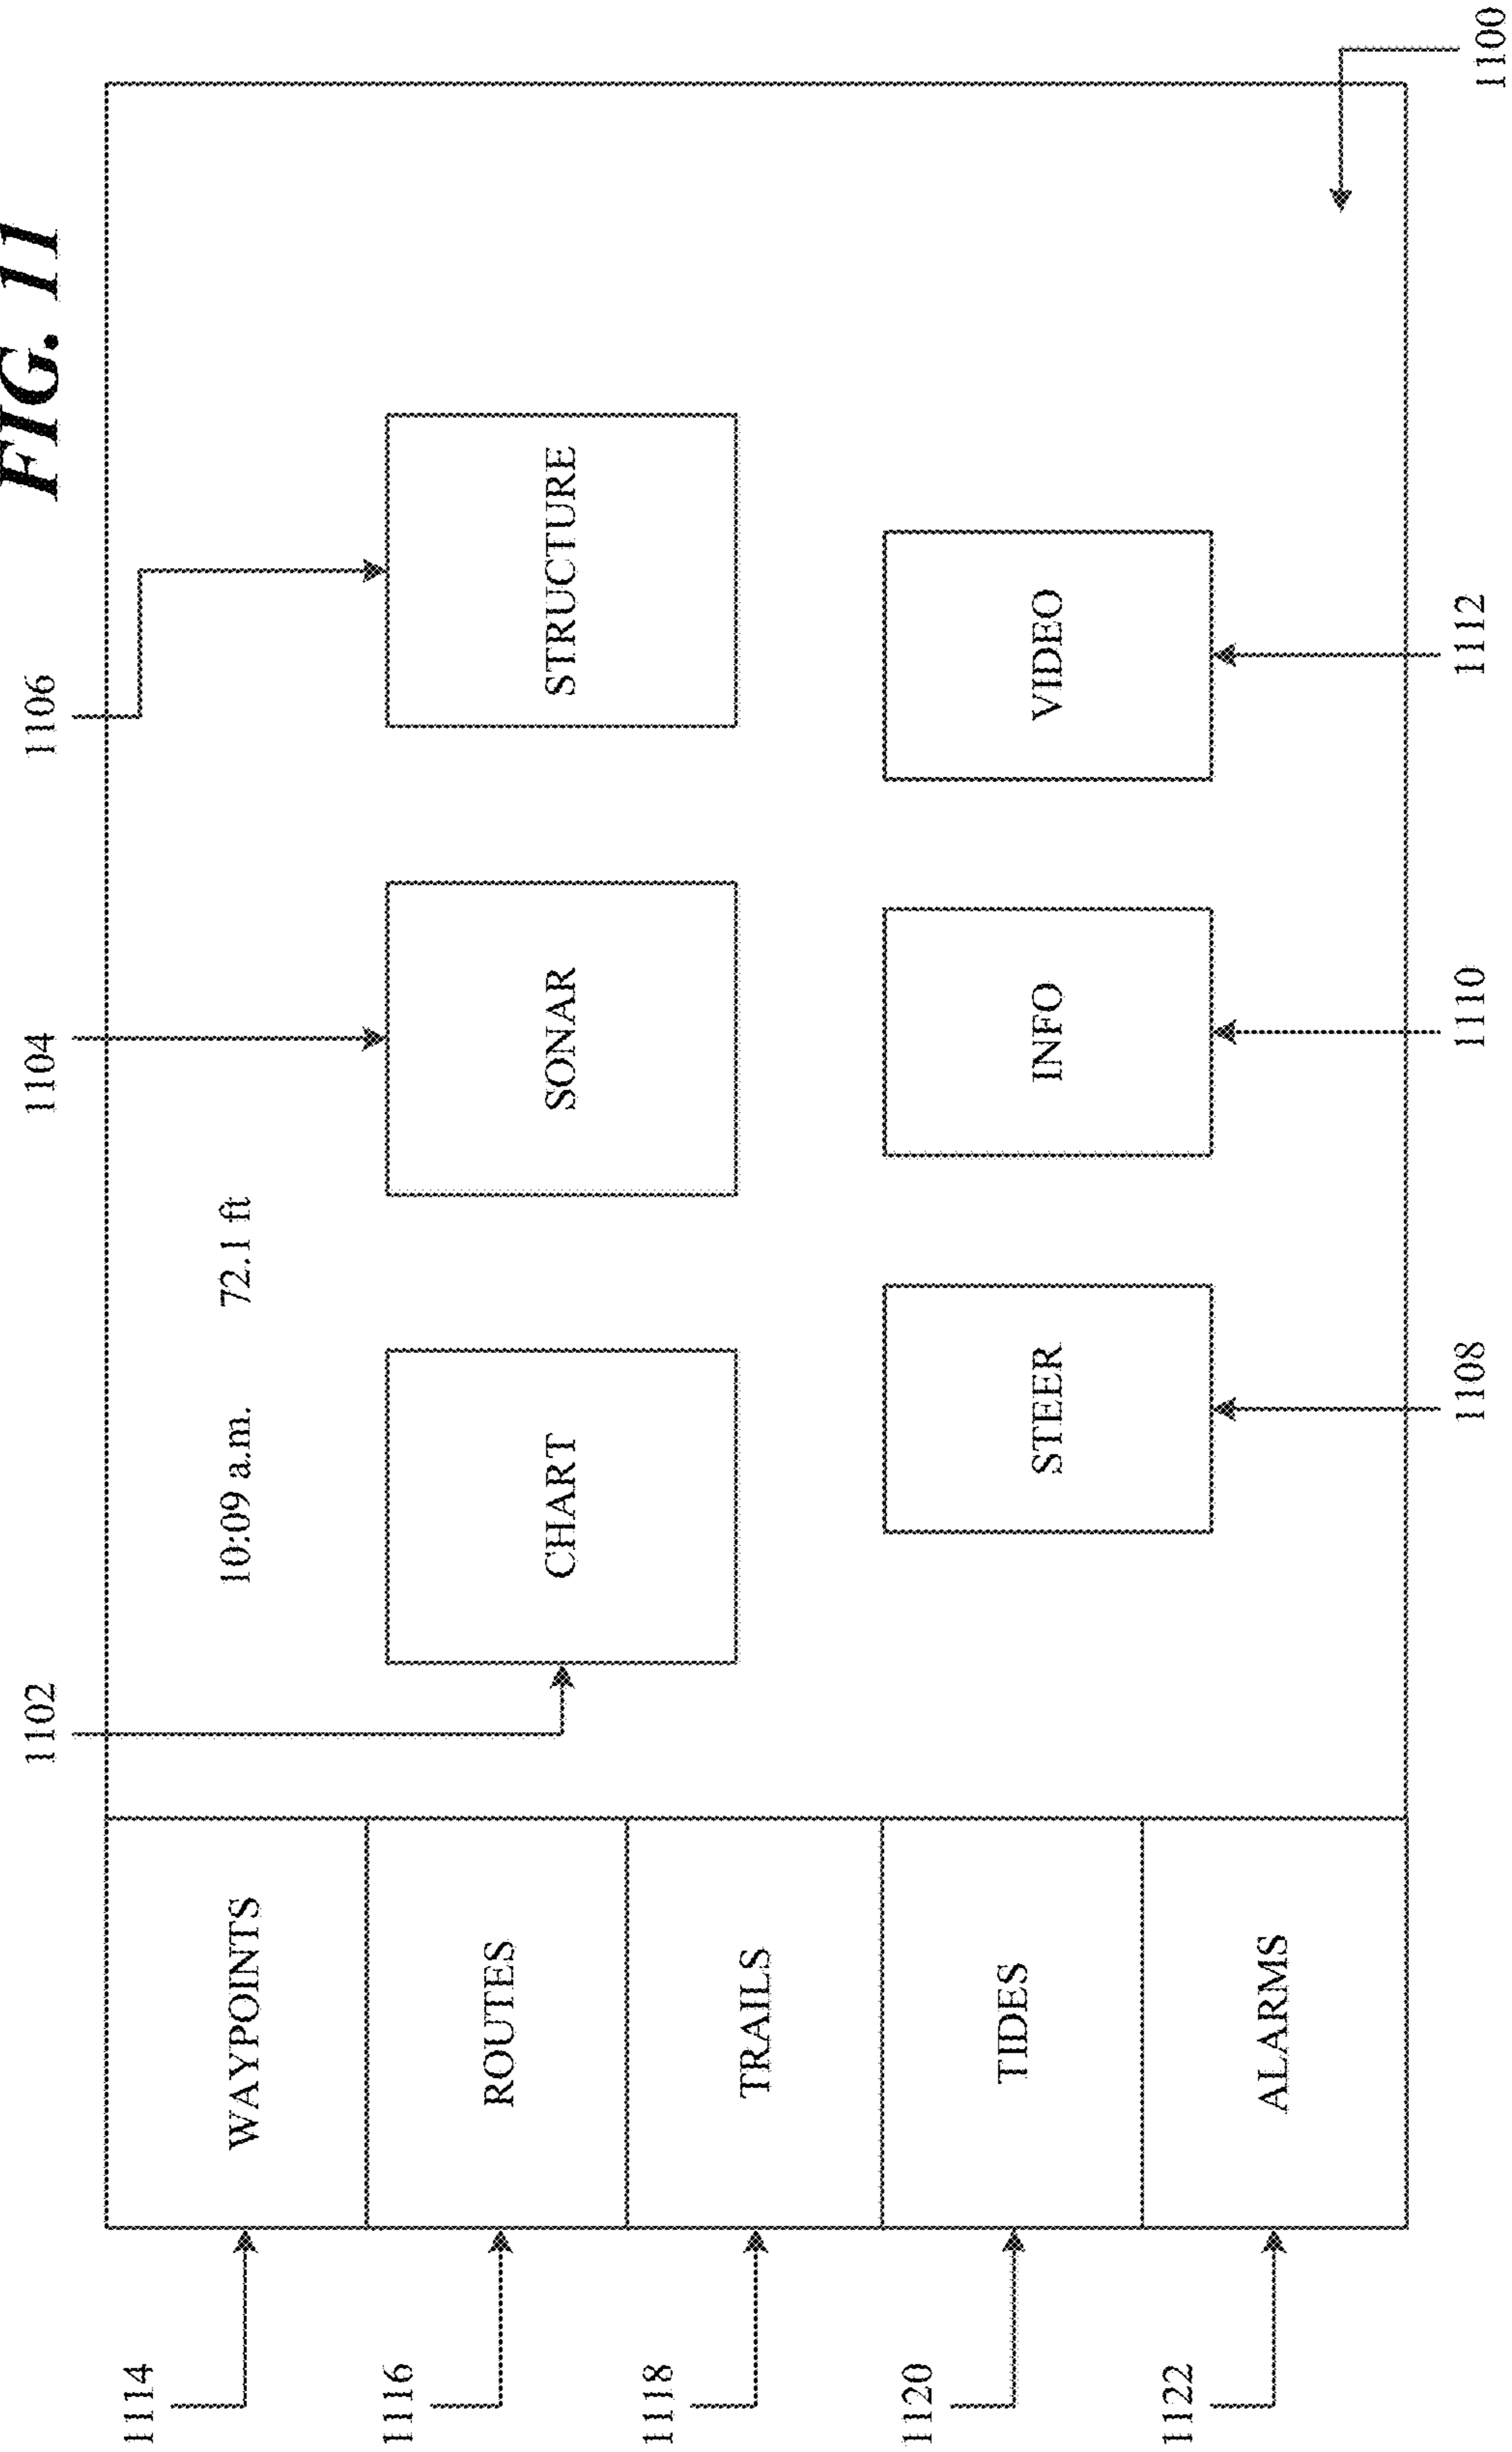 FIG. 11
1102
1104
1106
10:09 a.m. 72.1 ft
1114
WAYPOINTS
CHART
SONAR
STRUCTURE
1116
ROUTES
1118
TRAILS
1120
TIDES
STEER
INFO
VIDEO
1122
ALARMS
1108
1110
1112
1100